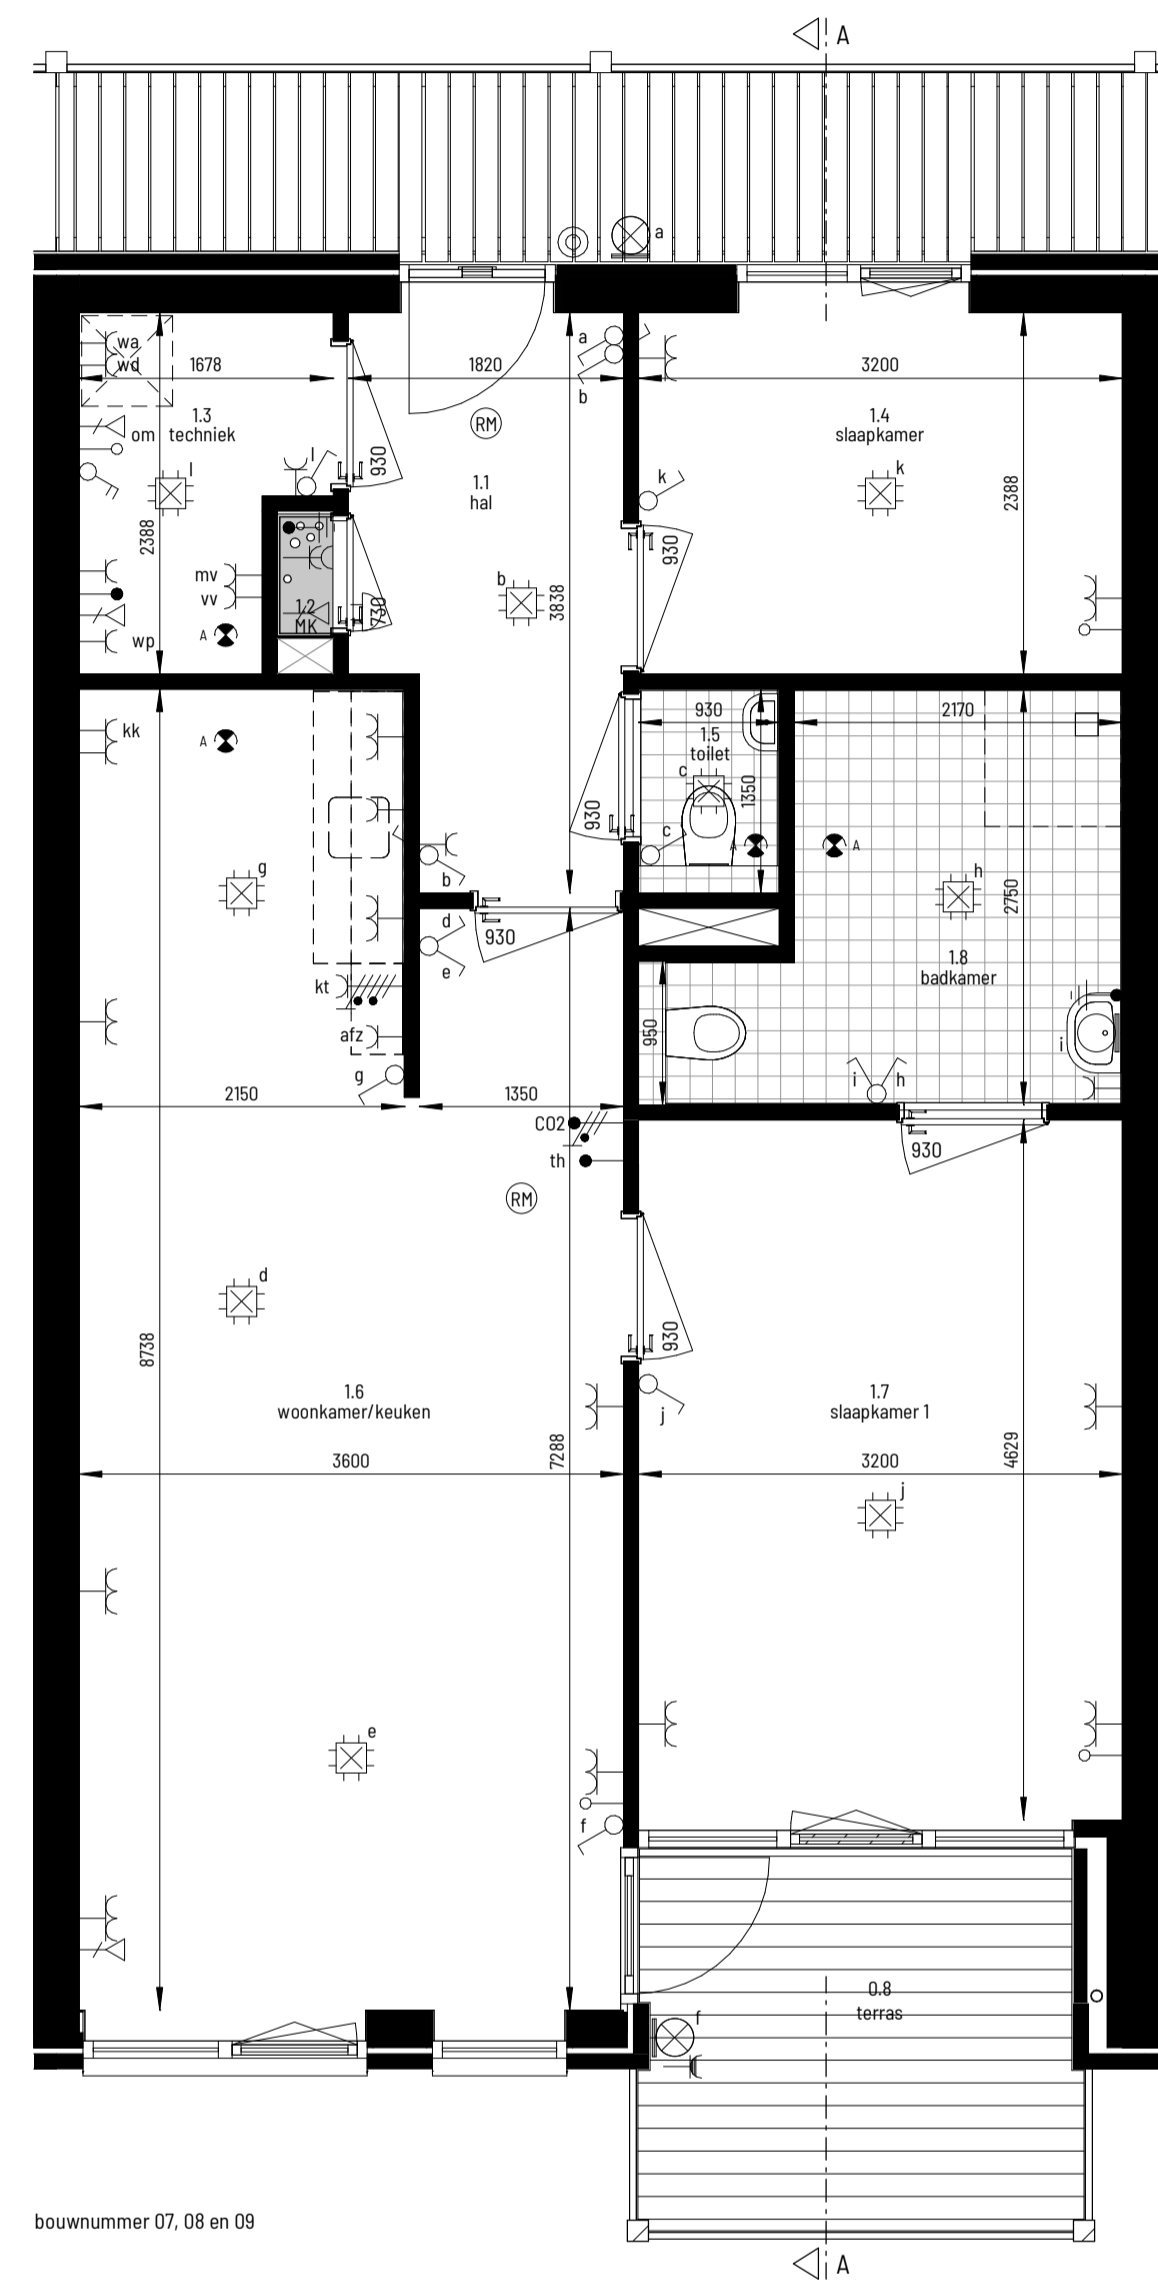 A
a
wa
wd
1678
1820
a
b
3200
1.3
techniek
om
l
l
930
RM
1.1
hal
1.4
slaapkamer
k
k
2388
930
2388
mv
vv
1.2
MK
730
b
3838
A
wp
kk
A
930
1.5
toilet
c
1350
2170
930
c
A
A
g
b
h
2750
d
e
930
1.8
badkamer
kt
afz
g
950
i
i
h
2150
1350
CO2
th
930
RM
d
930
8738
1.6
woonkamer/keuken
j
1.7
slaapkamer 1
7288
4629
3600
3200
j
e
f
0.8
terras
f
bouwnummer 07, 08 en 09
A